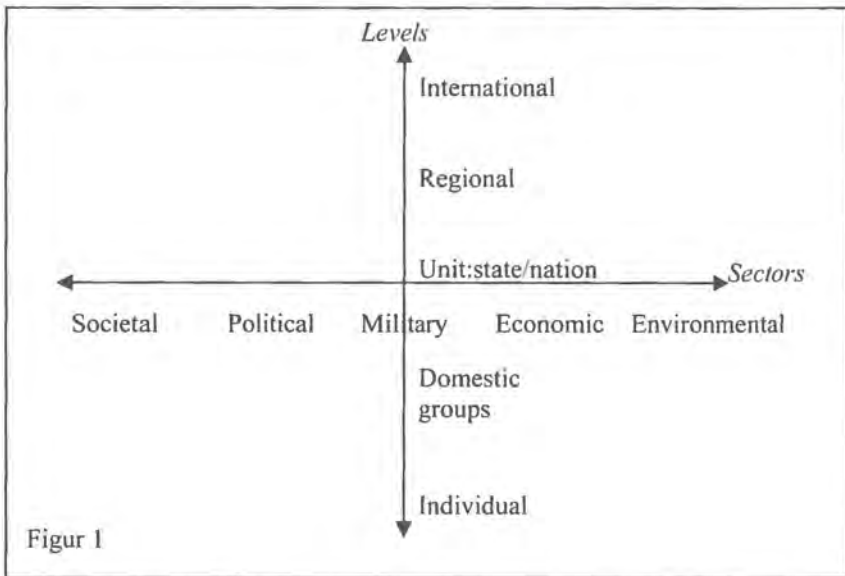 Levels
International
Regional
Unit:state/nation
Sectors
Societal Political Military Economic Environmental
Domestic
groups
Individual
Figur 1